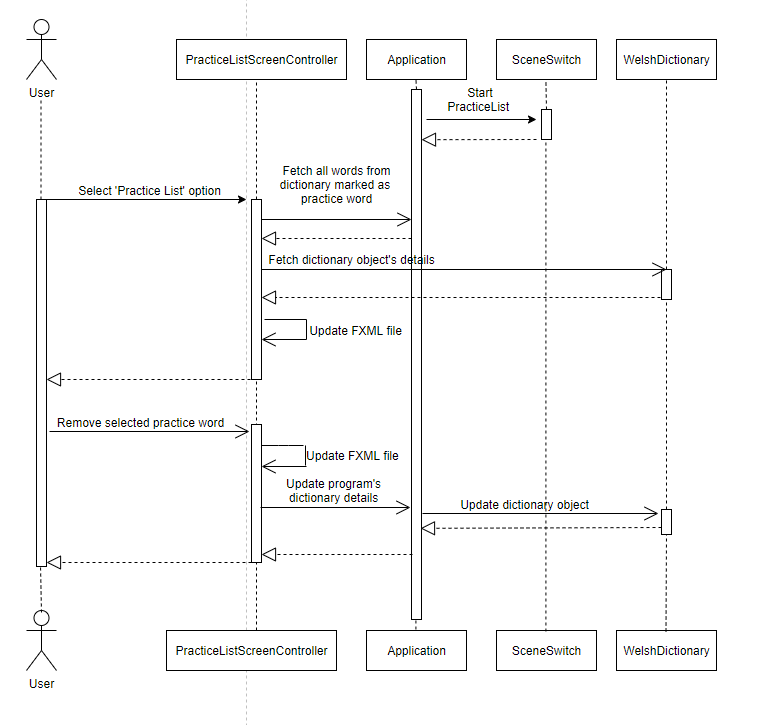 PracticeListScreenController
Application
SceneSwitch
WelshDictionary
User
Start
PracticeList
Fetch all words from
dictionary marked as
practice word
Select 'Practice List' option
Fetch dictionary object's details
Update FXML file
Remove selected practice word
Update FXML file
Update program's
dictionary details
Update dictionary object
PracticeListScreenController
Application
SceneSwitch
WelshDictionary
User